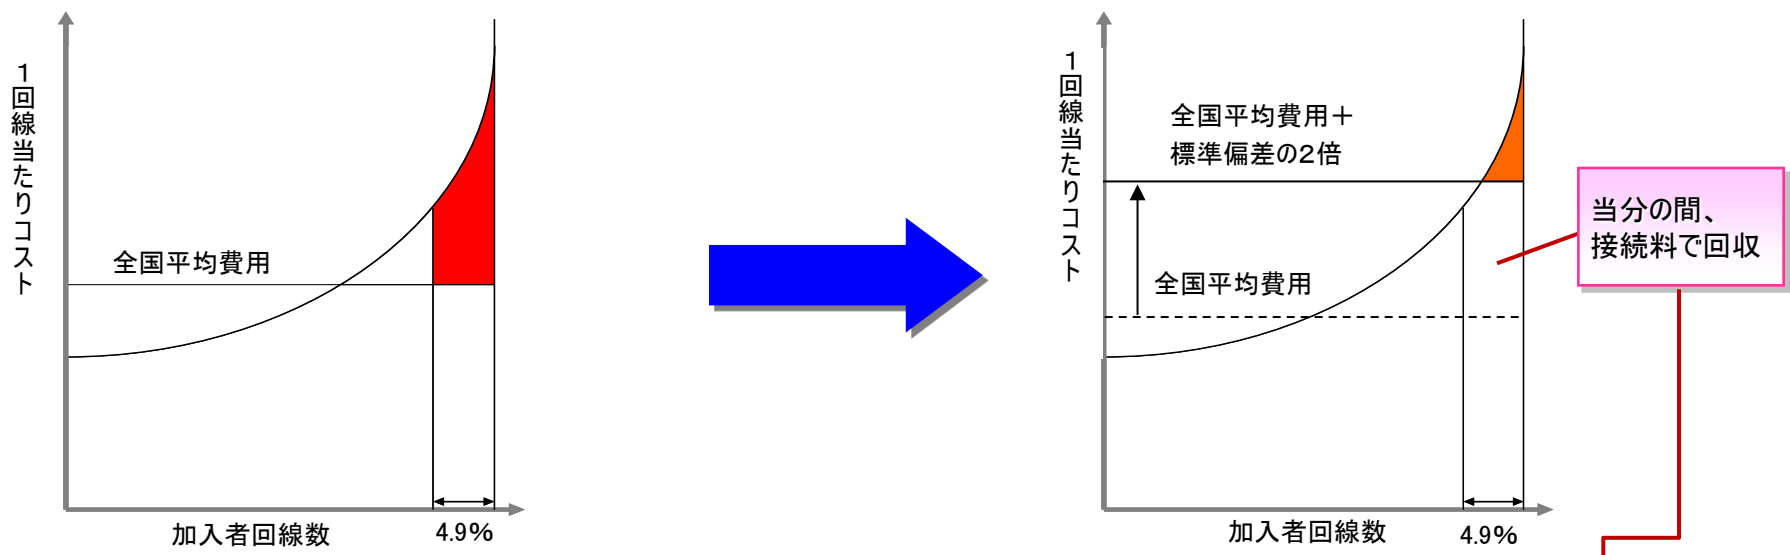 1回線当たりコスト
全国平均費用
加入者回線数
4.9%
1回線当たりコスト
全国平均費用+
標準偏差の2倍
全国平均費用
当分の間、
接続料で回収
加入者回線数
4.9%